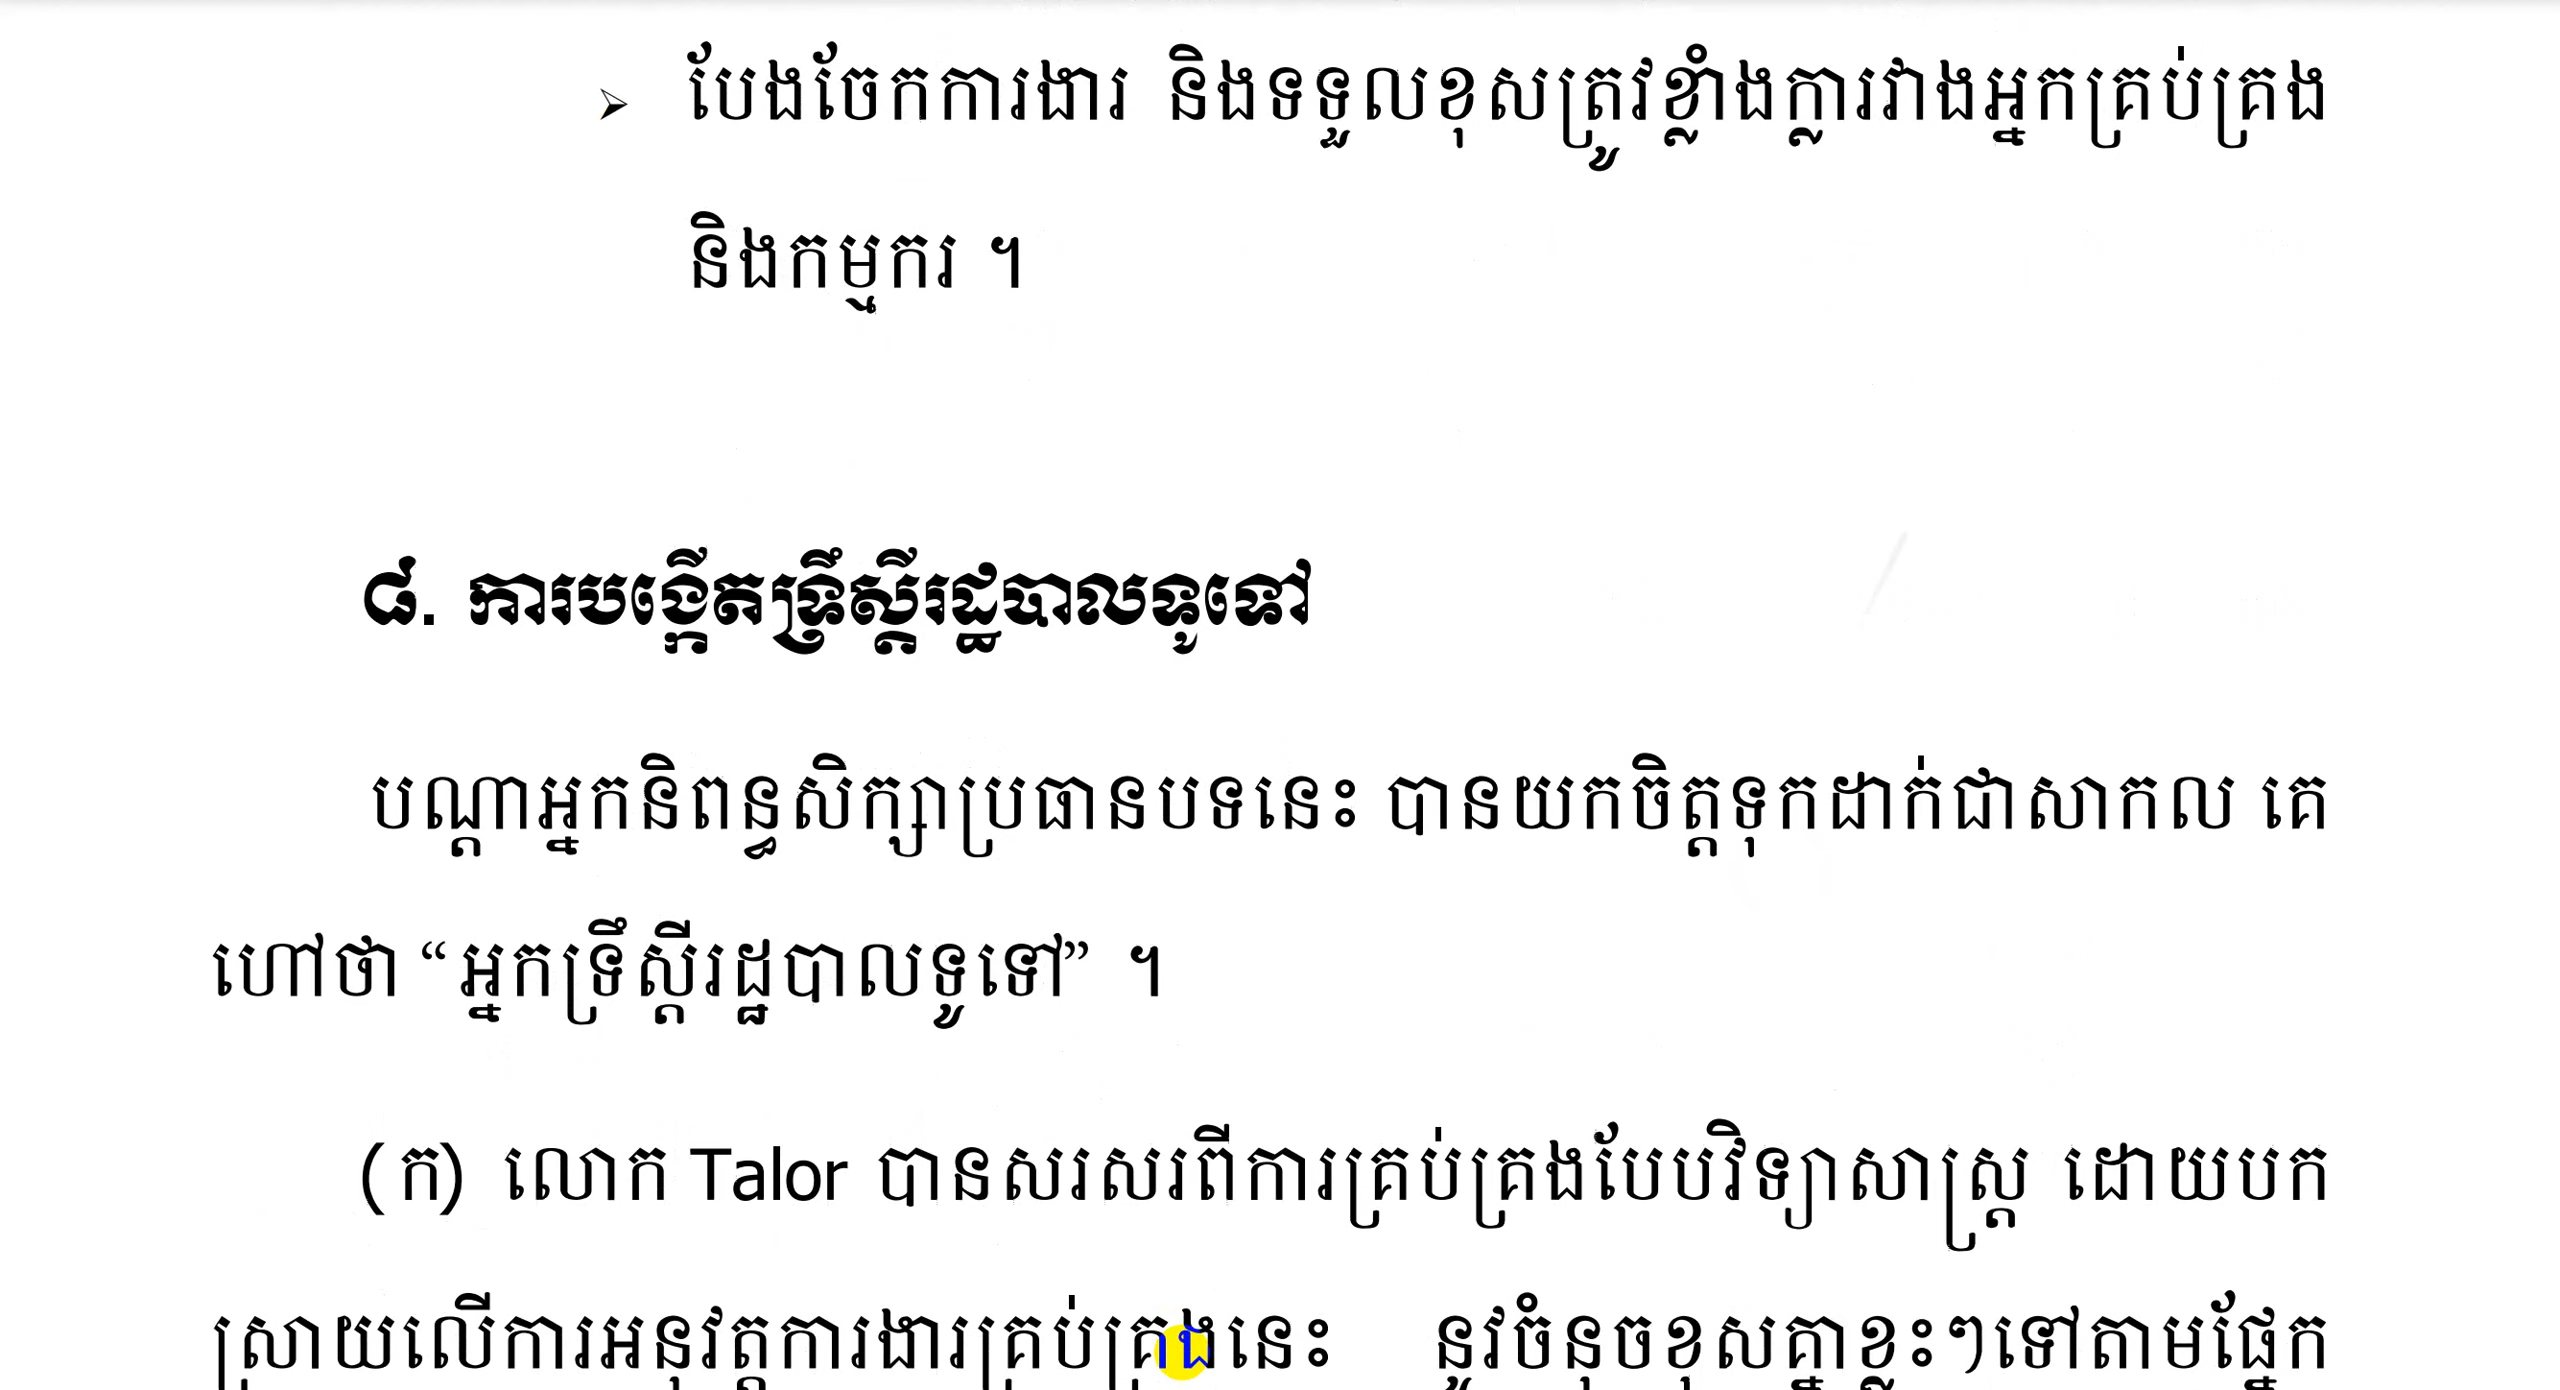 ➢ បែងចែកការងារ និងទទួលខុសត្រូវខ្លាំងក្លារវាងអ្នកគ្រប់គ្រង
និងកម្មករ ។
៨. ការបង្កើតទ្រឹស្តីរដ្ឋបាលទូទៅ
បណ្តាអ្នកនិពន្ធសិក្សាប្រធានបទនេះ បានយកចិត្តទុកដាក់ជាសាកល គេ
ហៅថា “អ្នកទ្រឹស្តីរដ្ឋបាលទូទៅ” ។
(ក) លោក Talor បានសរសរពីការគ្រប់គ្រងបែបវិទ្យាសាស្ត្រ ដោយបក
ស្រាយលើការអនុវត្តការងារគ្រប់គ្រងនេះ នូវចំនុចខុសគ្នាខ្លះៗទៅតាមផ្នែក